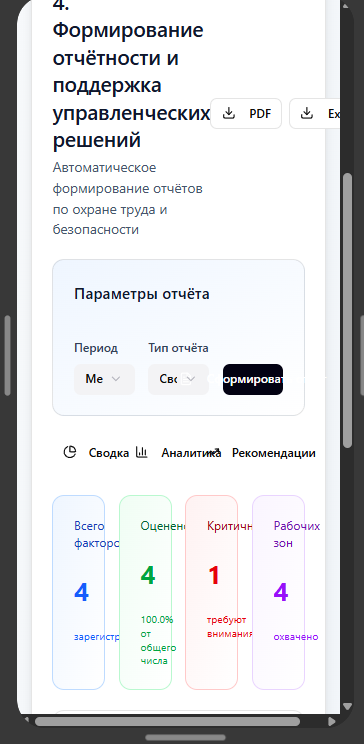 4.
Формирование
отчётности и
поддержка
управленческих
решений
PDF
Ex
Автоматическое
формирование отчётов
по охране труда и
безопасности
Параметры отчёта
Период
Тип отчёта
Ме
Сво
Сформироват
Сводка
Аналитика
Рекомендации
Всего
факторо
4
зарегистр
Оценено
4
100.0%
от
общего
числа
Критичн
1
требуют
внимания
Рабочих
зон
4
охвачено